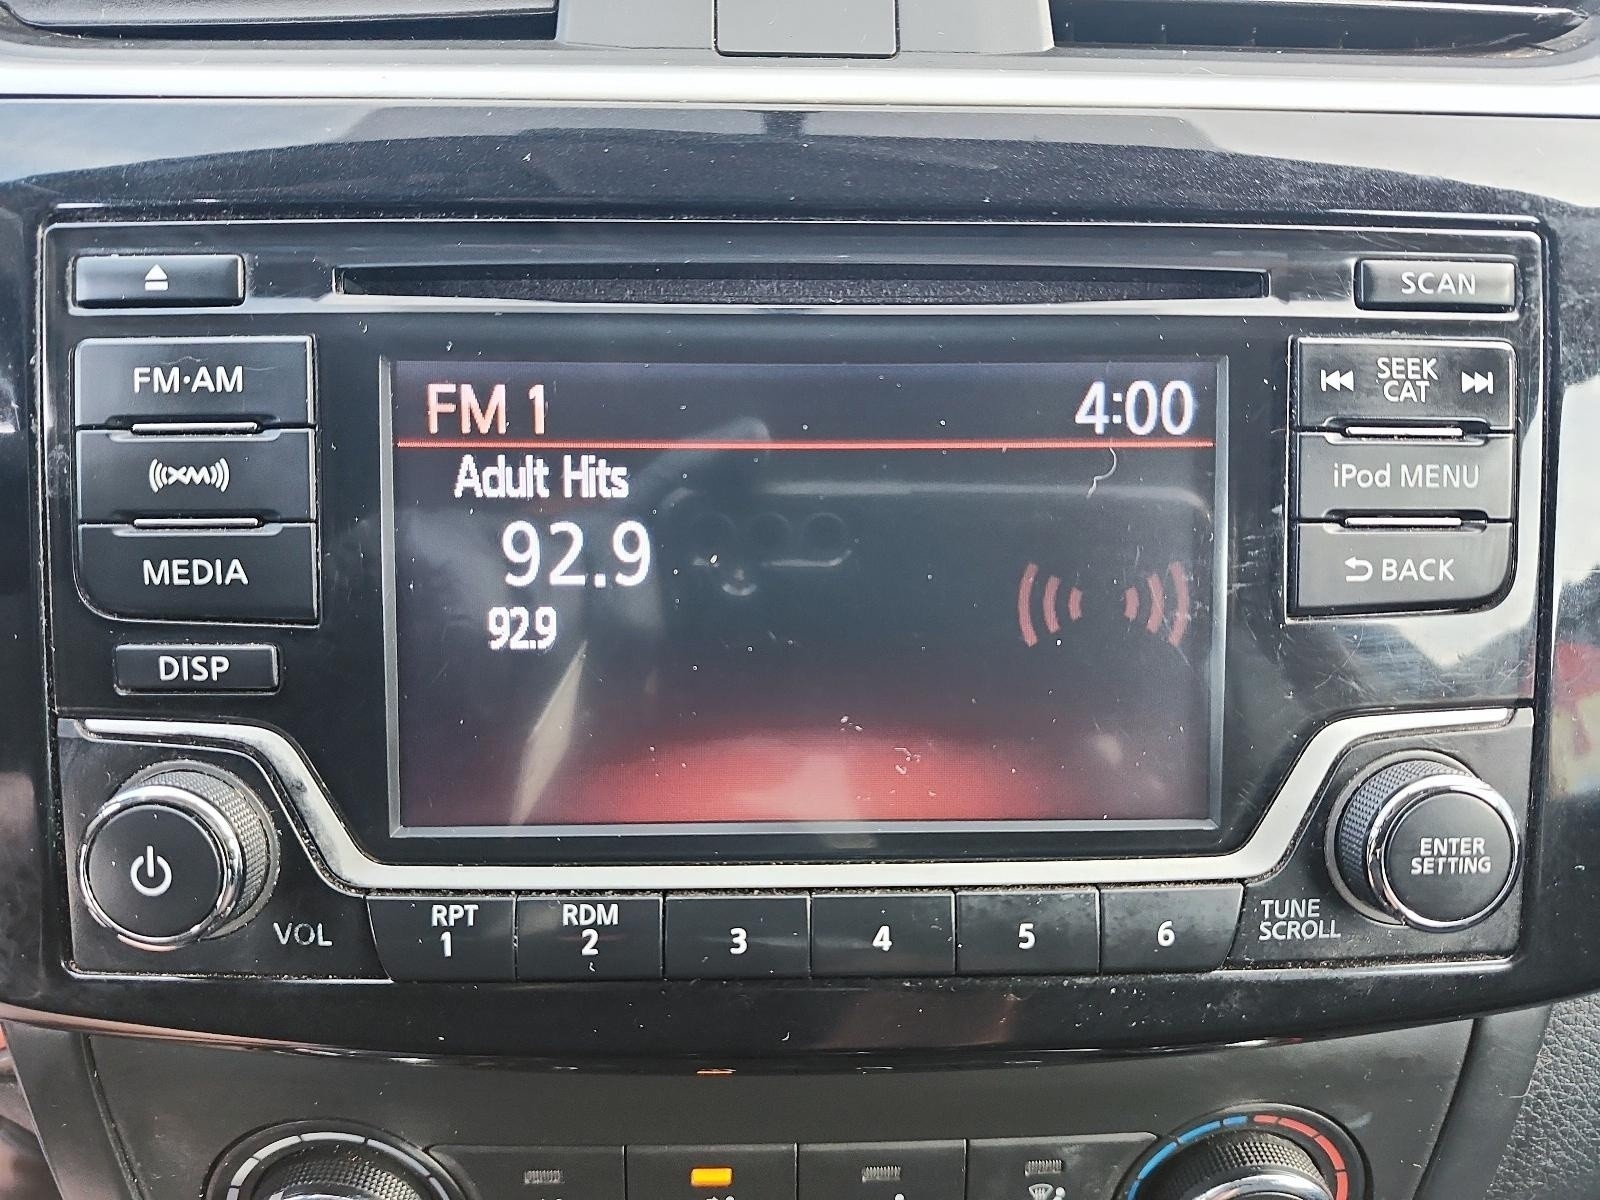 SCAN
FM·AM
SEEK
CAT
XM
iPod MENU
MEDIA
BACK
DISP
FM 1 4:00
Adult Hits
92.9
92.9
VOL
RPT
1
RDM
2
3
4
5
6
TUNE
SCROLL
ENTER
SETTING